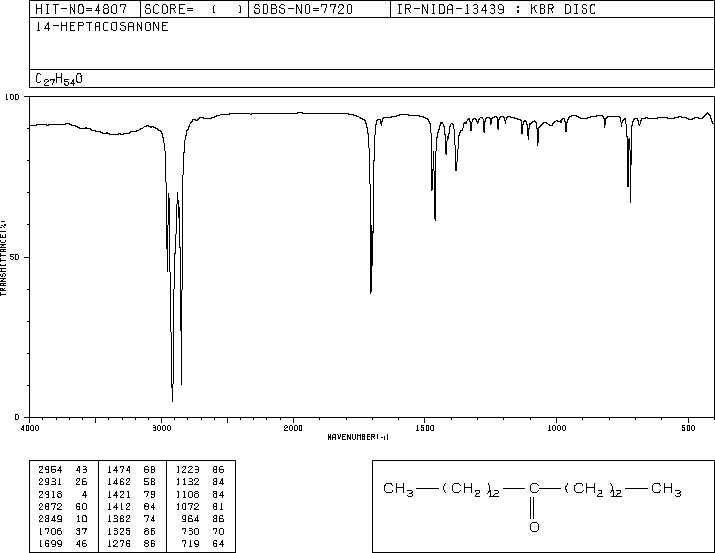 HIT-NO=4807 SCORE= ( ) SDBS-NO=7720 IR-NIDA-13439 : KBR DISC
14-HEPTACOSANONE
C27H54O
100
50
0
TRANSMITTANCE(%)
4000 3000 2000 1500 1000 500
WAVENUMBER(-1)
2954 43 1474 68 1223 86
2931 26 1462 58 1132 84
2918 4 1421 79 1108 84
2872 60 1412 84 1072 81
2849 10 1382 74 964 86
1706 37 1325 86 730 70
1699 46 1276 86 719 64
CH3—(CH2)12—C—(CH2)12—CH3
O